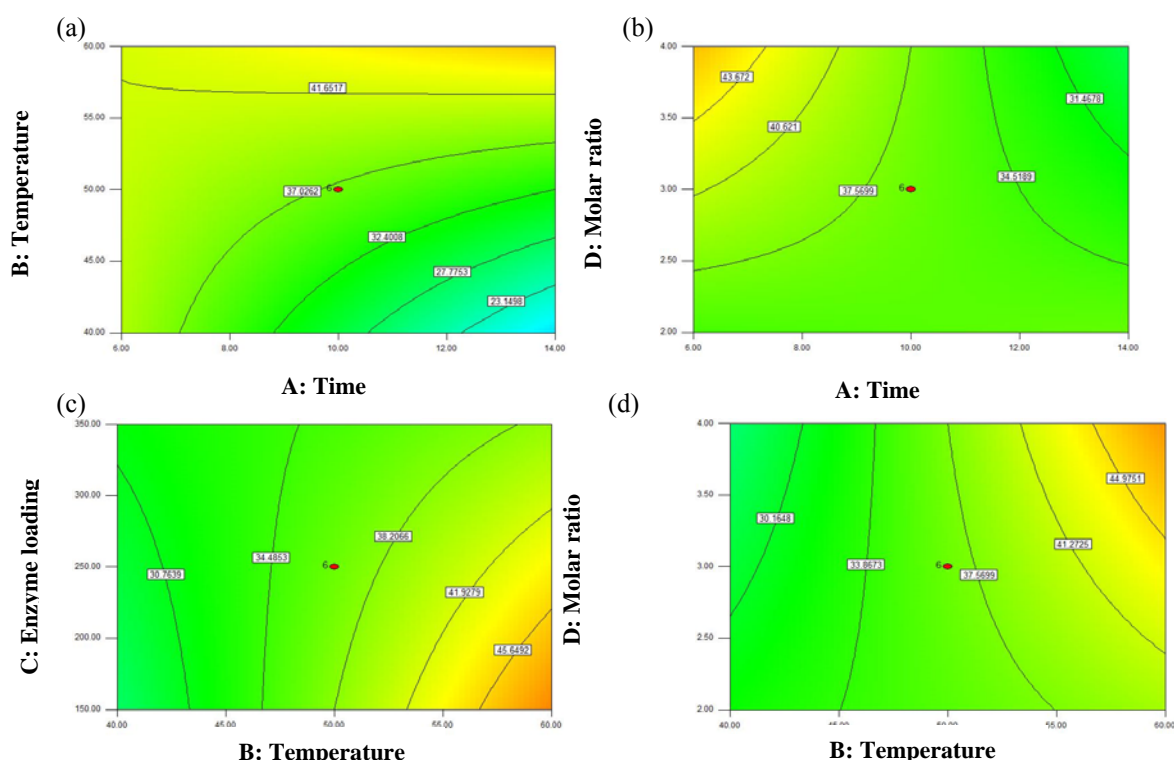 (a)
60.00
55.00
50.00
45.00
40.00
B: Temperature
41.6517
37.0262
6
32.4008
27.7753
23.1498
6.00 8.00 10.00 12.00 14.00
A: Time
(b)
4.00
3.50
3.00
2.50
2.00
D: Molar ratio
43.672
40.621
37.5699
6
34.5189
31.4678
6.00 8.00 10.00 12.00 14.00
A: Time
(c)
350.00
300.00
250.00
200.00
150.00
C: Enzyme loading
30.7639
34.4853
6
38.2066
41.9279
45.6492
40.00 45.00 50.00 55.00 60.00
B: Temperature
(d)
4.00
3.50
3.00
2.50
2.00
D: Molar ratio
30.1648
33.8673
6
37.5699
41.2725
44.9751
40.00 45.00 50.00 55.00 60.00
B: Temperature